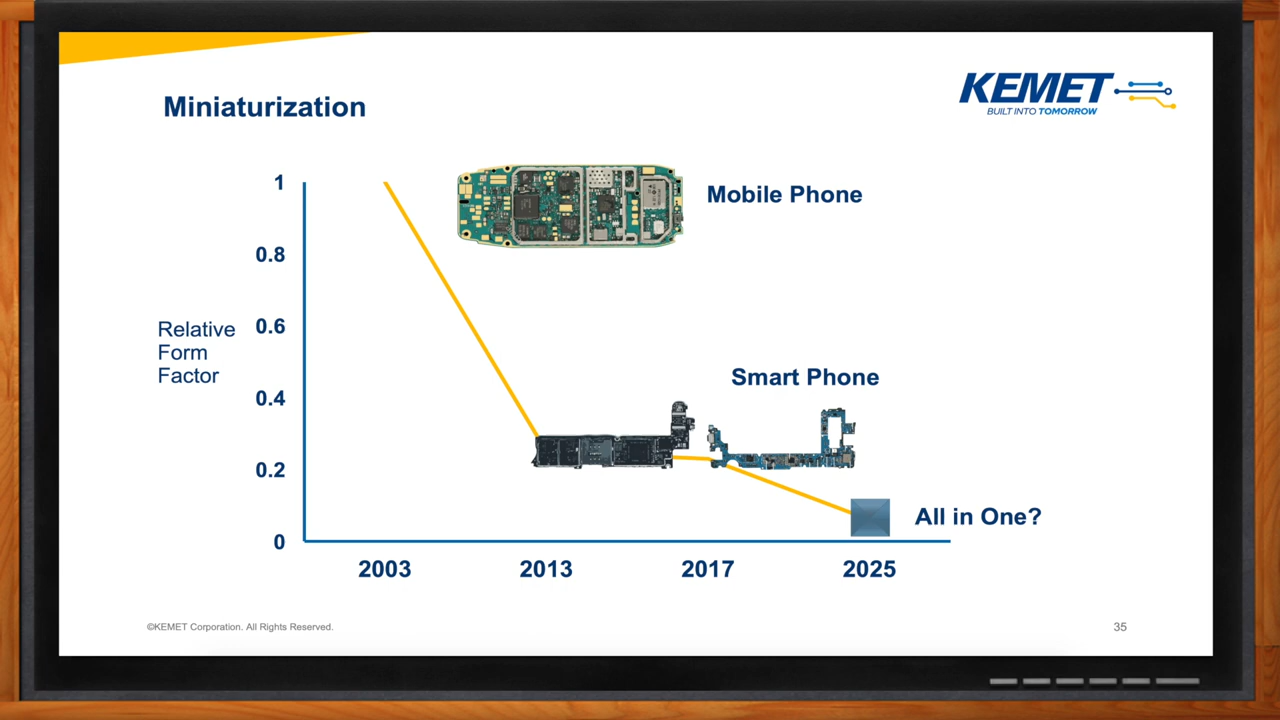 KEMET
BUILT INTO TOMORROW
Miniaturization
1
Mobile Phone
0.8
Relative
Form
Factor
0.6
0.4
Smart Phone
0.2
All in One?
0
2003 2013 2017 2025
©KEMET Corporation. All Rights Reserved.
35